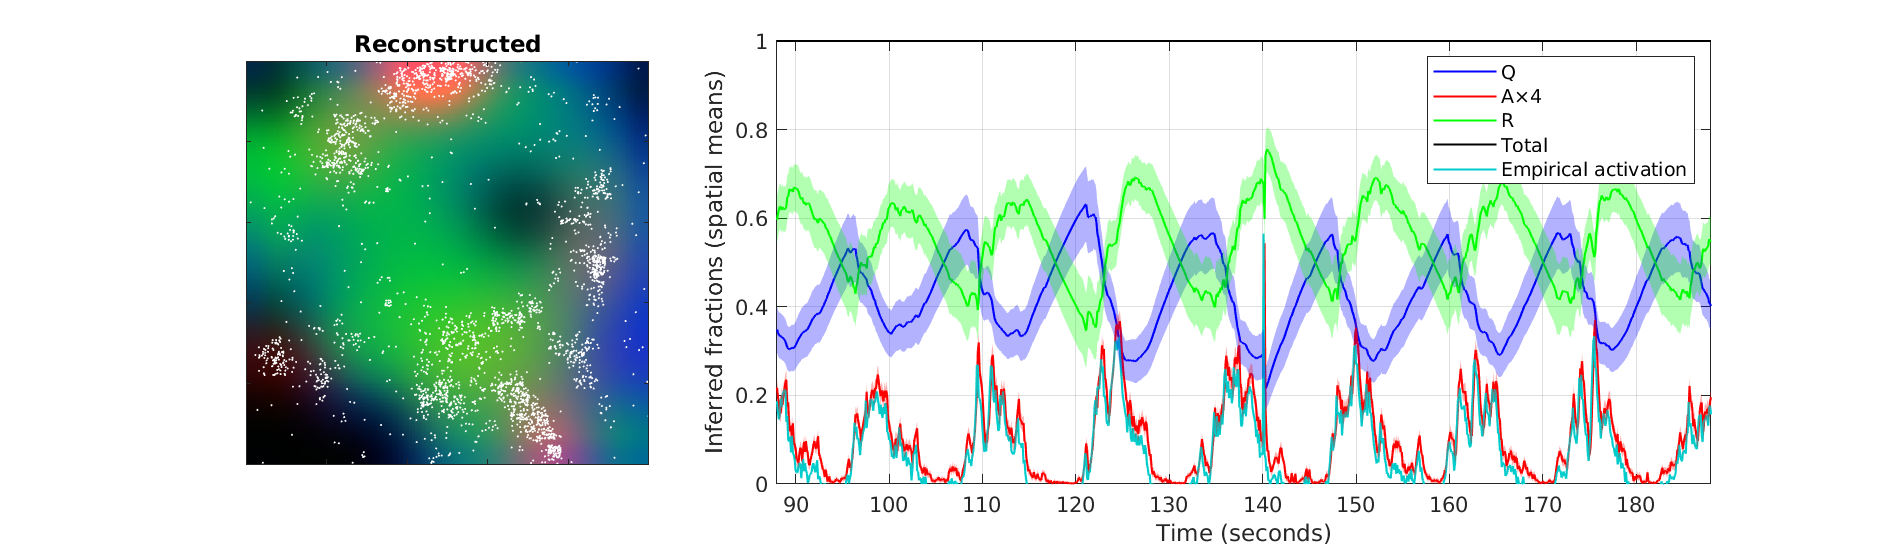 Reconstructed
Inferred fractions (spatial means)
1
0.8
0.6
0.4
0.2
0
Q
A×4
R
Total
Empirical activation
90 100 110 120 130 140 150 160 170 180
Time (seconds)